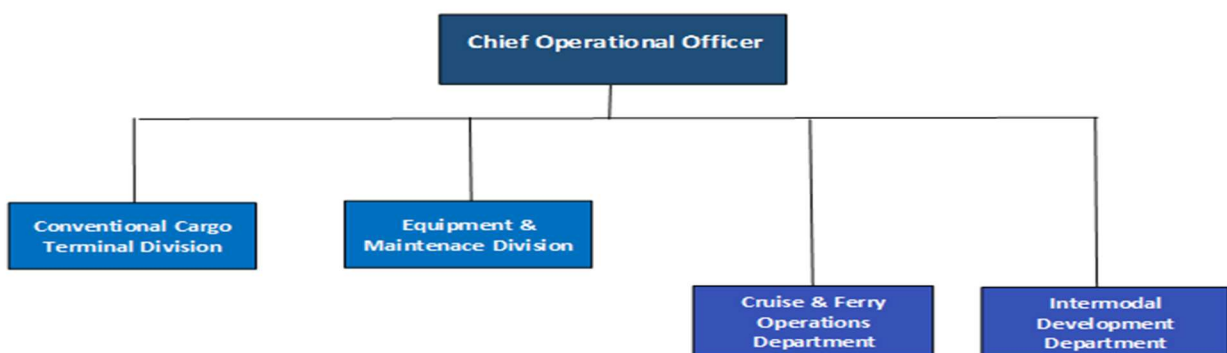 Chief Operational Officer
Conventional Cargo
Terminal Division
Equipment &
Maintenace Division
Cruise & Ferry
Operations
Department
Intermodal
Development
Department